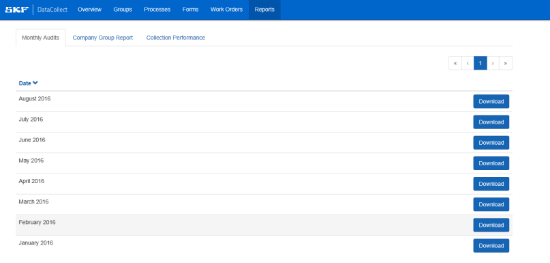 SKF DataCollect Overview Groups Processes Forms Work Orders Reports
Monthly Audits Company Group Report Collection Performance
« ‹ 1 › »
Date
August 2016 Download
July 2016 Download
June 2016 Download
May 2016 Download
April 2016 Download
March 2016 Download
February 2016 Download
January 2016 Download